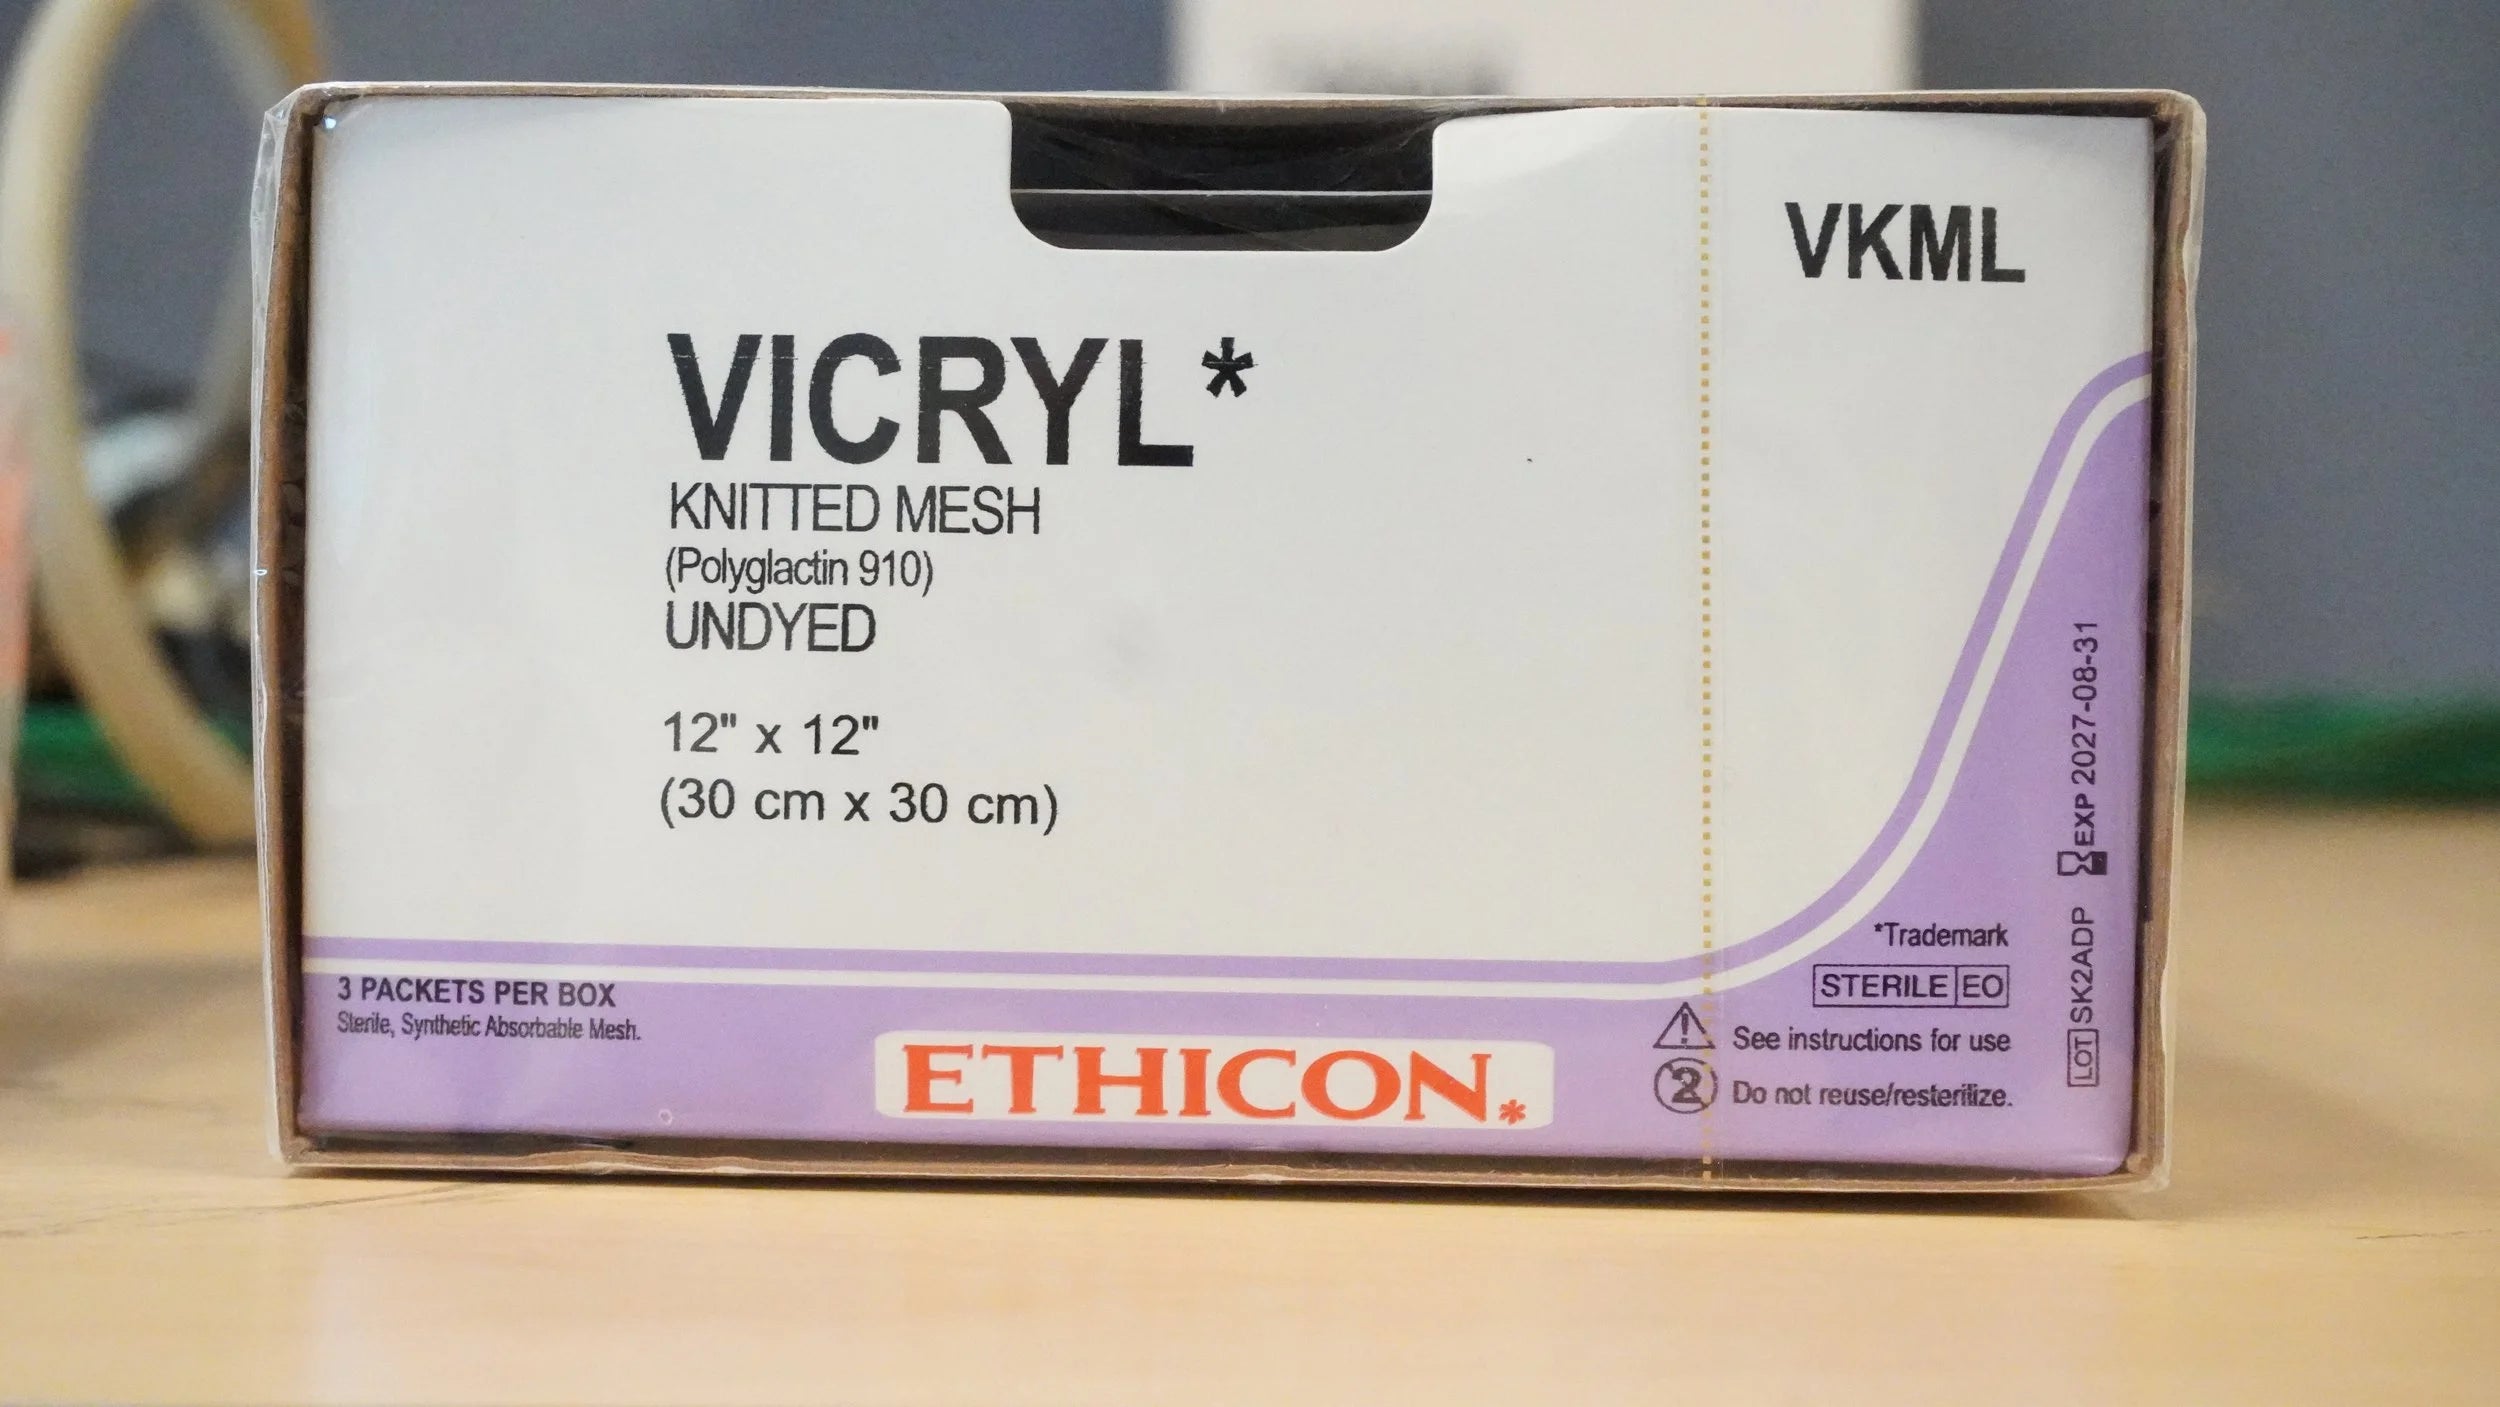 VKML
VICRYL*
KNITTED MESH
(Polyglactin 910)
UNDYED
12" x 12"
(30 cm x 30 cm)
EXP 2027-08-31
LOT SK2ADP
*Trademark
STERILE EO
3 PACKETS PER BOX
Sterile, Synthetic Absorbable Mesh.
ETHICON*
See instructions for use
2 Do not reuse/resterilize.